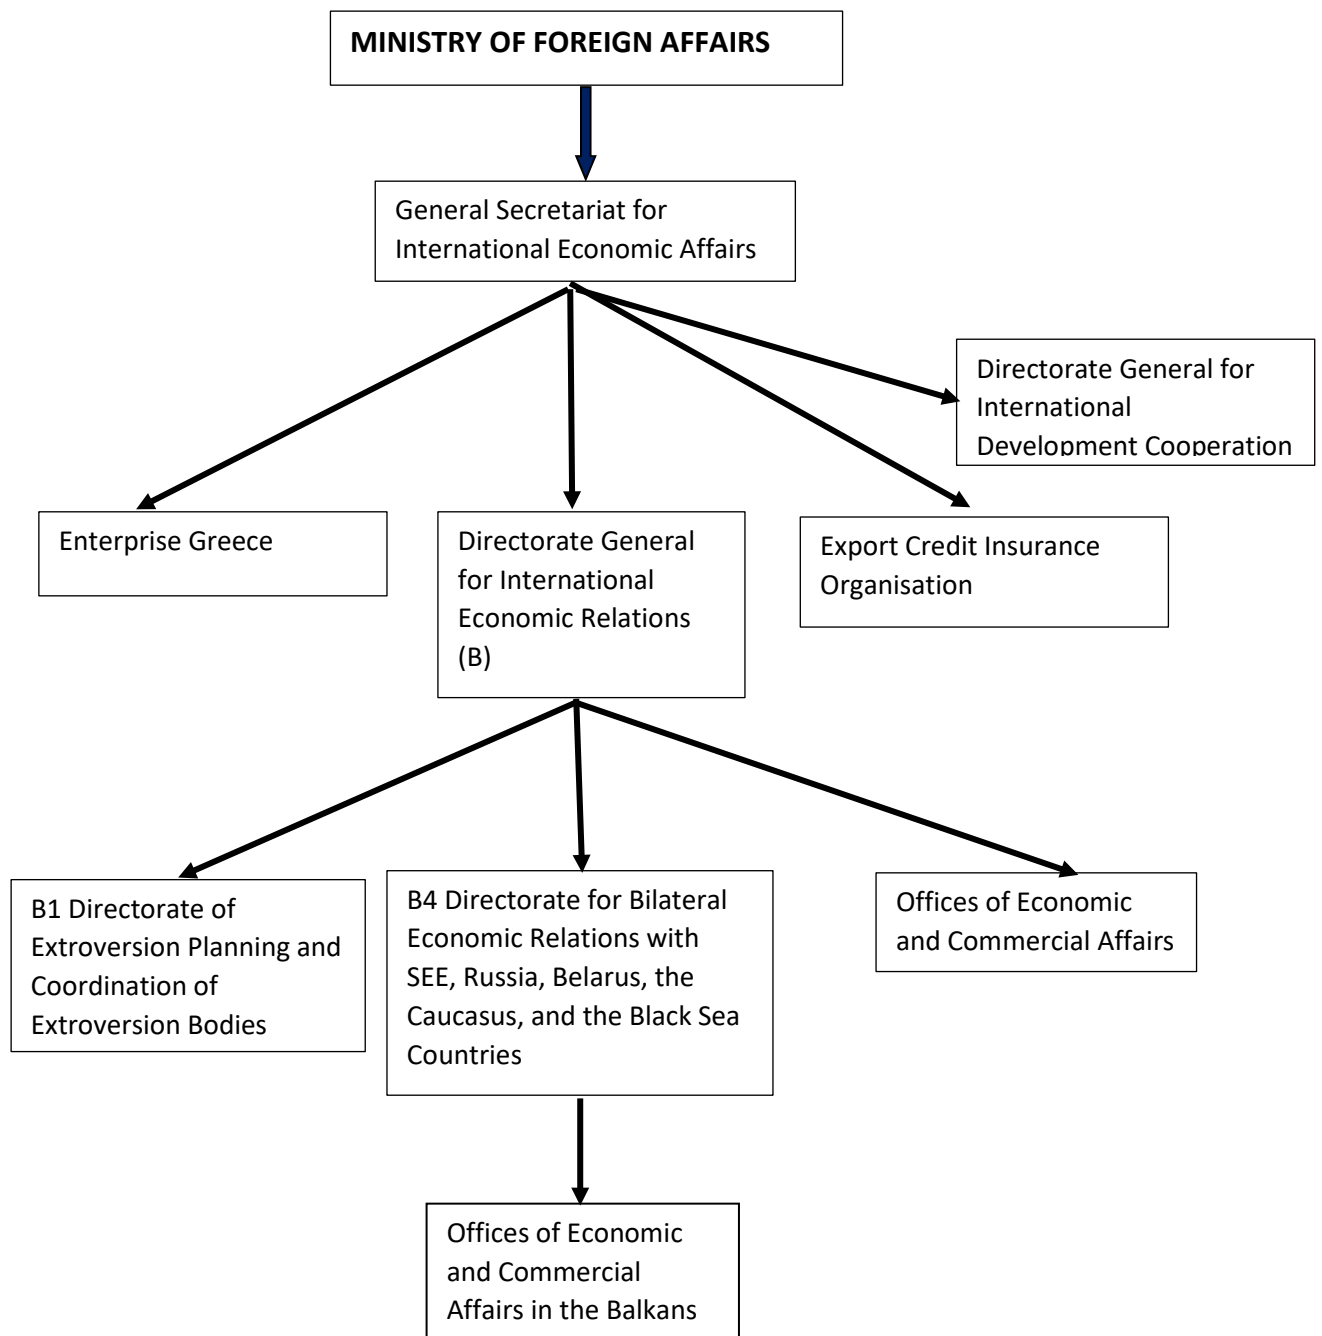 MINISTRY OF FOREIGN AFFAIRS
General Secretariat for
International Economic Affairs
Directorate General for
International
Development Cooperation
Enterprise Greece
Directorate General
for International
Economic Relations
(B)
Export Credit Insurance
Organisation
B1 Directorate of
Extroversion Planning and
Coordination of
Extroversion Bodies
B4 Directorate for Bilateral
Economic Relations with
SEE, Russia, Belarus, the
Caucasus, and the Black Sea
Countries
Offices of Economic
and Commercial Affairs
Offices of Economic
and Commercial
Affairs in the Balkans